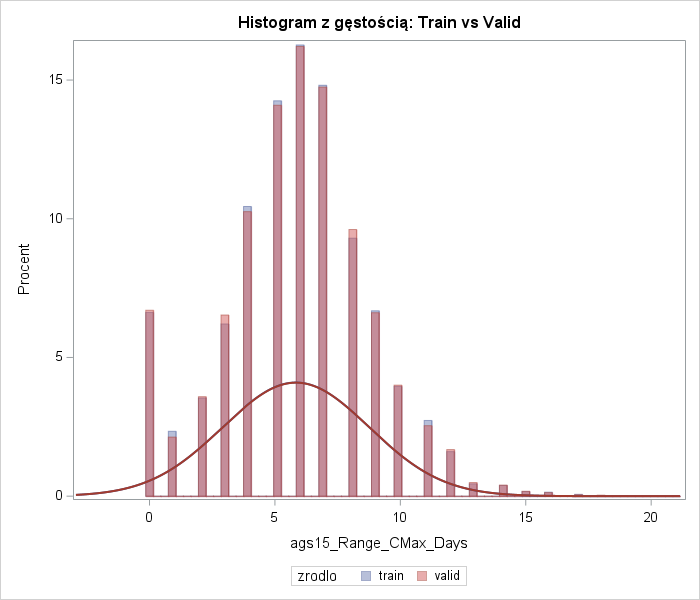 Histogram z gęstością: Train vs Valid
15
10
5
0
Procent
0 5 10 15 20
ags15_Range_CMax_Days
zrodlo train valid